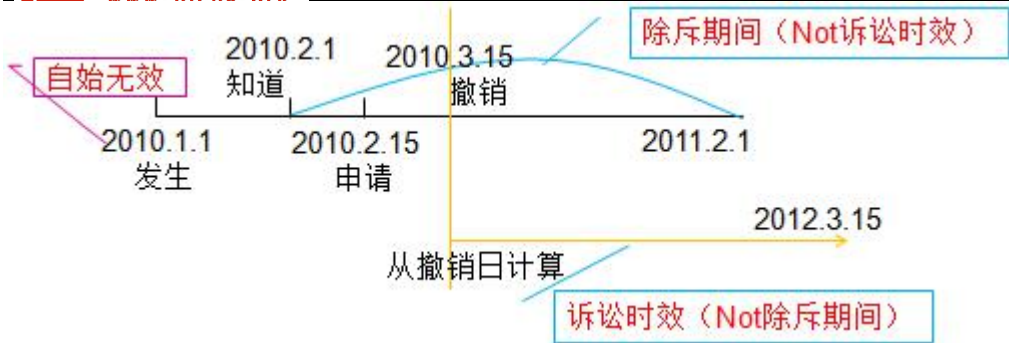 除斥期间（Not诉讼时效）
2010.2.1
知道
2010.3.15
撤销
自始无效
2010.1.1
发生
2010.2.15
申请
2011.2.1
2012.3.15
从撤销日计算
诉讼时效（Not除斥期间）